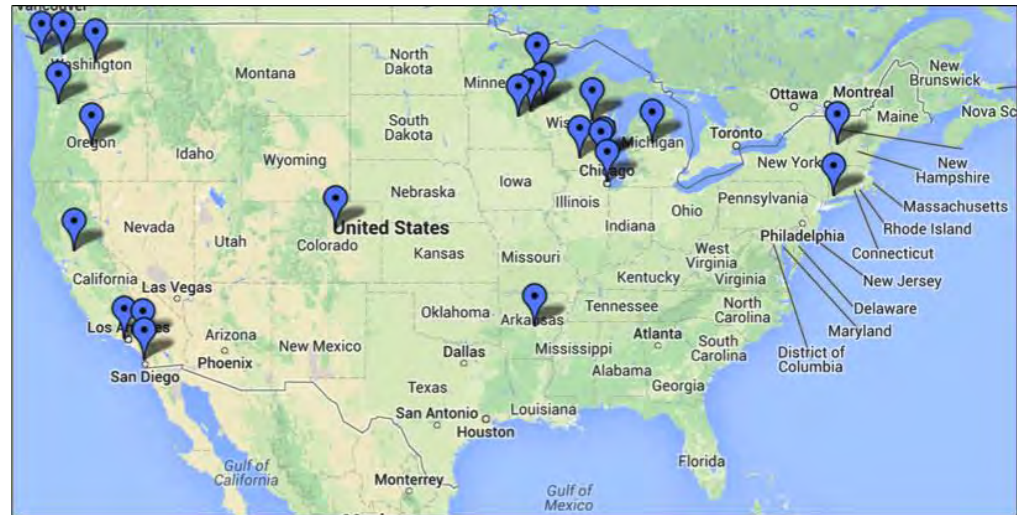 Vancouver
Washington
Montana
North
Dakota
Minne
Ottawa
Montreal
New
Brunswick
Maine
Nova Sc
Oregon
Idaho
South
Dakota
Wis
Michigan
Toronto
New York
New
Hampshire
Wyoming
Iowa
Chicago
Massachusetts
Nebraska
Illinois
Indiana
Ohio
Pennsylvania
Rhode Island
Nevada
Utah
Colorado
United States
Philadelphia
Connecticut
Kansas
Missouri
West
Virginia
Virginia
New Jersey
California
Las Vegas
Kentucky
Delaware
Los Angeles
Arizona
Phoenix
New Mexico
Oklahoma
Arkansas
Tennessee
North
Carolina
Maryland
San Diego
Dallas
Mississippi
Atlanta
South
Carolina
District of
Columbia
Alabama
Georgia
Texas
San Antonio
Houston
Louisiana
Gulf of
California
Monterrey
Gulf of
Mexico
Florida